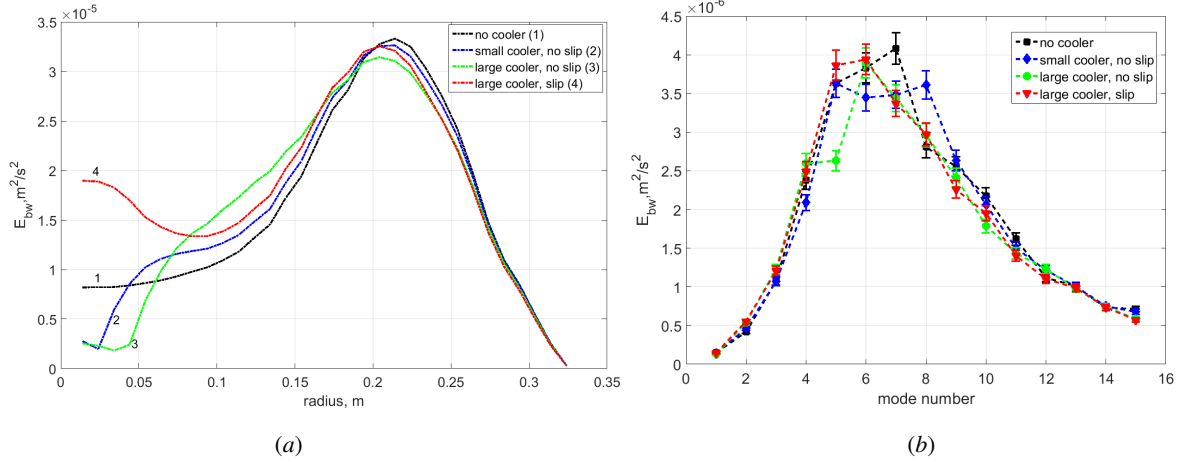 ×10⁻⁵
3.5
3
2.5
2
1.5
1
0.5
0
E_bw,m²/s²
no cooler (1)
small cooler, no slip (2)
large cooler, no slip (3)
large cooler, slip (4)
4
1
2
3
0 0.05 0.1 0.15 0.2 0.25 0.3 0.35
radius, m
(a)
×10⁻⁶
4.5
4
3.5
3
2.5
2
1.5
1
0.5
0
E_bw,m²/s²
no cooler
small cooler, no slip
large cooler, no slip
large cooler, slip
0 2 4 6 8 10 12 14 16
mode number
(b)